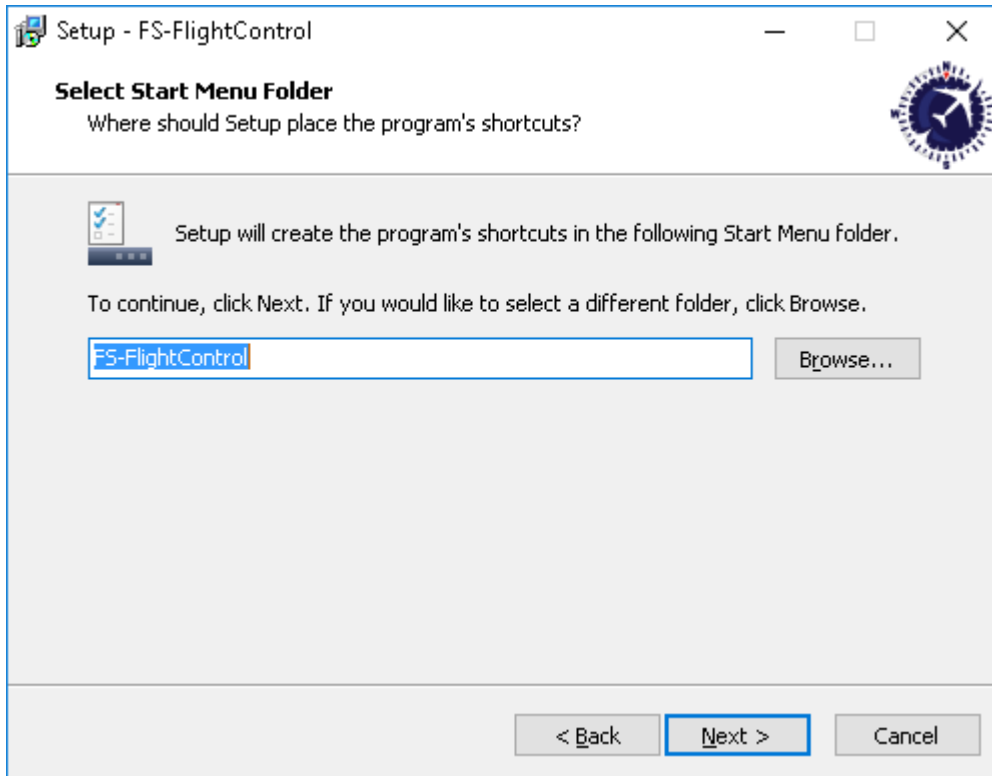 Setup - FS-FlightControl
Select Start Menu Folder
Where should Setup place the program's shortcuts?
Setup will create the program's shortcuts in the following Start Menu folder.
To continue, click Next. If you would like to select a different folder, click Browse.
FS-FlightControl
Browse...
< Back
Next >
Cancel